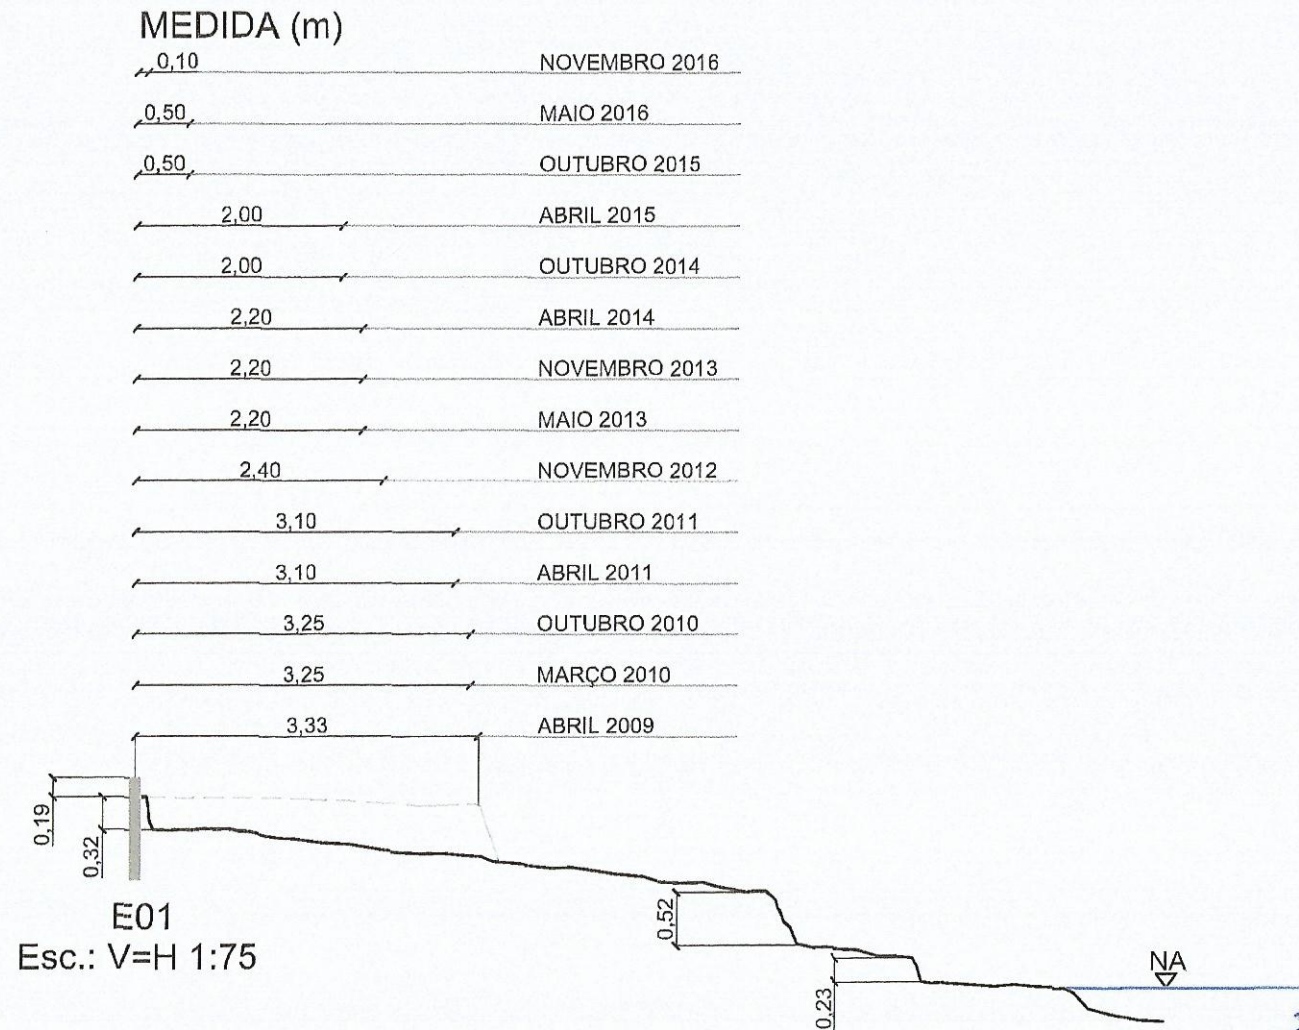 MEDIDA (m)
0,10 NOVEMBRO 2016
0,50 MAIO 2016
0,50 OUTUBRO 2015
2,00 ABRIL 2015
2,00 OUTUBRO 2014
2,20 ABRIL 2014
2,20 NOVEMBRO 2013
2,20 MAIO 2013
2,40 NOVEMBRO 2012
3,10 OUTUBRO 2011
3,10 ABRIL 2011
3,25 OUTUBRO 2010
3,25 MARÇO 2010
3,33 ABRIL 2009
0,19
0,32
E01
Esc.: V=H 1:75
0,52
0,23
NA